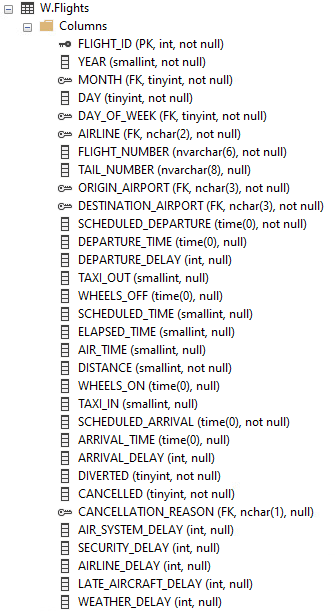 W.Flights
Columns
FLIGHT_ID (PK, int, not null)
YEAR (smallint, not null)
MONTH (FK, tinyint, not null)
DAY (tinyint, not null)
DAY_OF_WEEK (FK, tinyint, not null)
AIRLINE (FK, nchar(2), not null)
FLIGHT_NUMBER (nvarchar(6), not null)
TAIL_NUMBER (nvarchar(8), null)
ORIGIN_AIRPORT (FK, nchar(3), not null)
DESTINATION_AIRPORT (FK, nchar(3), not null)
SCHEDULED_DEPARTURE (time(0), not null)
DEPARTURE_TIME (time(0), null)
DEPARTURE_DELAY (int, null)
TAXI_OUT (smallint, null)
WHEELS_OFF (time(0), null)
SCHEDULED_TIME (smallint, null)
ELAPSED_TIME (smallint, null)
AIR_TIME (smallint, null)
DISTANCE (smallint, not null)
WHEELS_ON (time(0), null)
TAXI_IN (smallint, null)
SCHEDULED_ARRIVAL (time(0), not null)
ARRIVAL_TIME (time(0), null)
ARRIVAL_DELAY (int, null)
DIVERTED (tinyint, not null)
CANCELLED (tinyint, not null)
CANCELLATION_REASON (FK, nchar(1), null)
AIR_SYSTEM_DELAY (int, null)
SECURITY_DELAY (int, null)
AIRLINE_DELAY (int, null)
LATE_AIRCRAFT_DELAY (int, null)
WEATHER_DELAY (int, null)